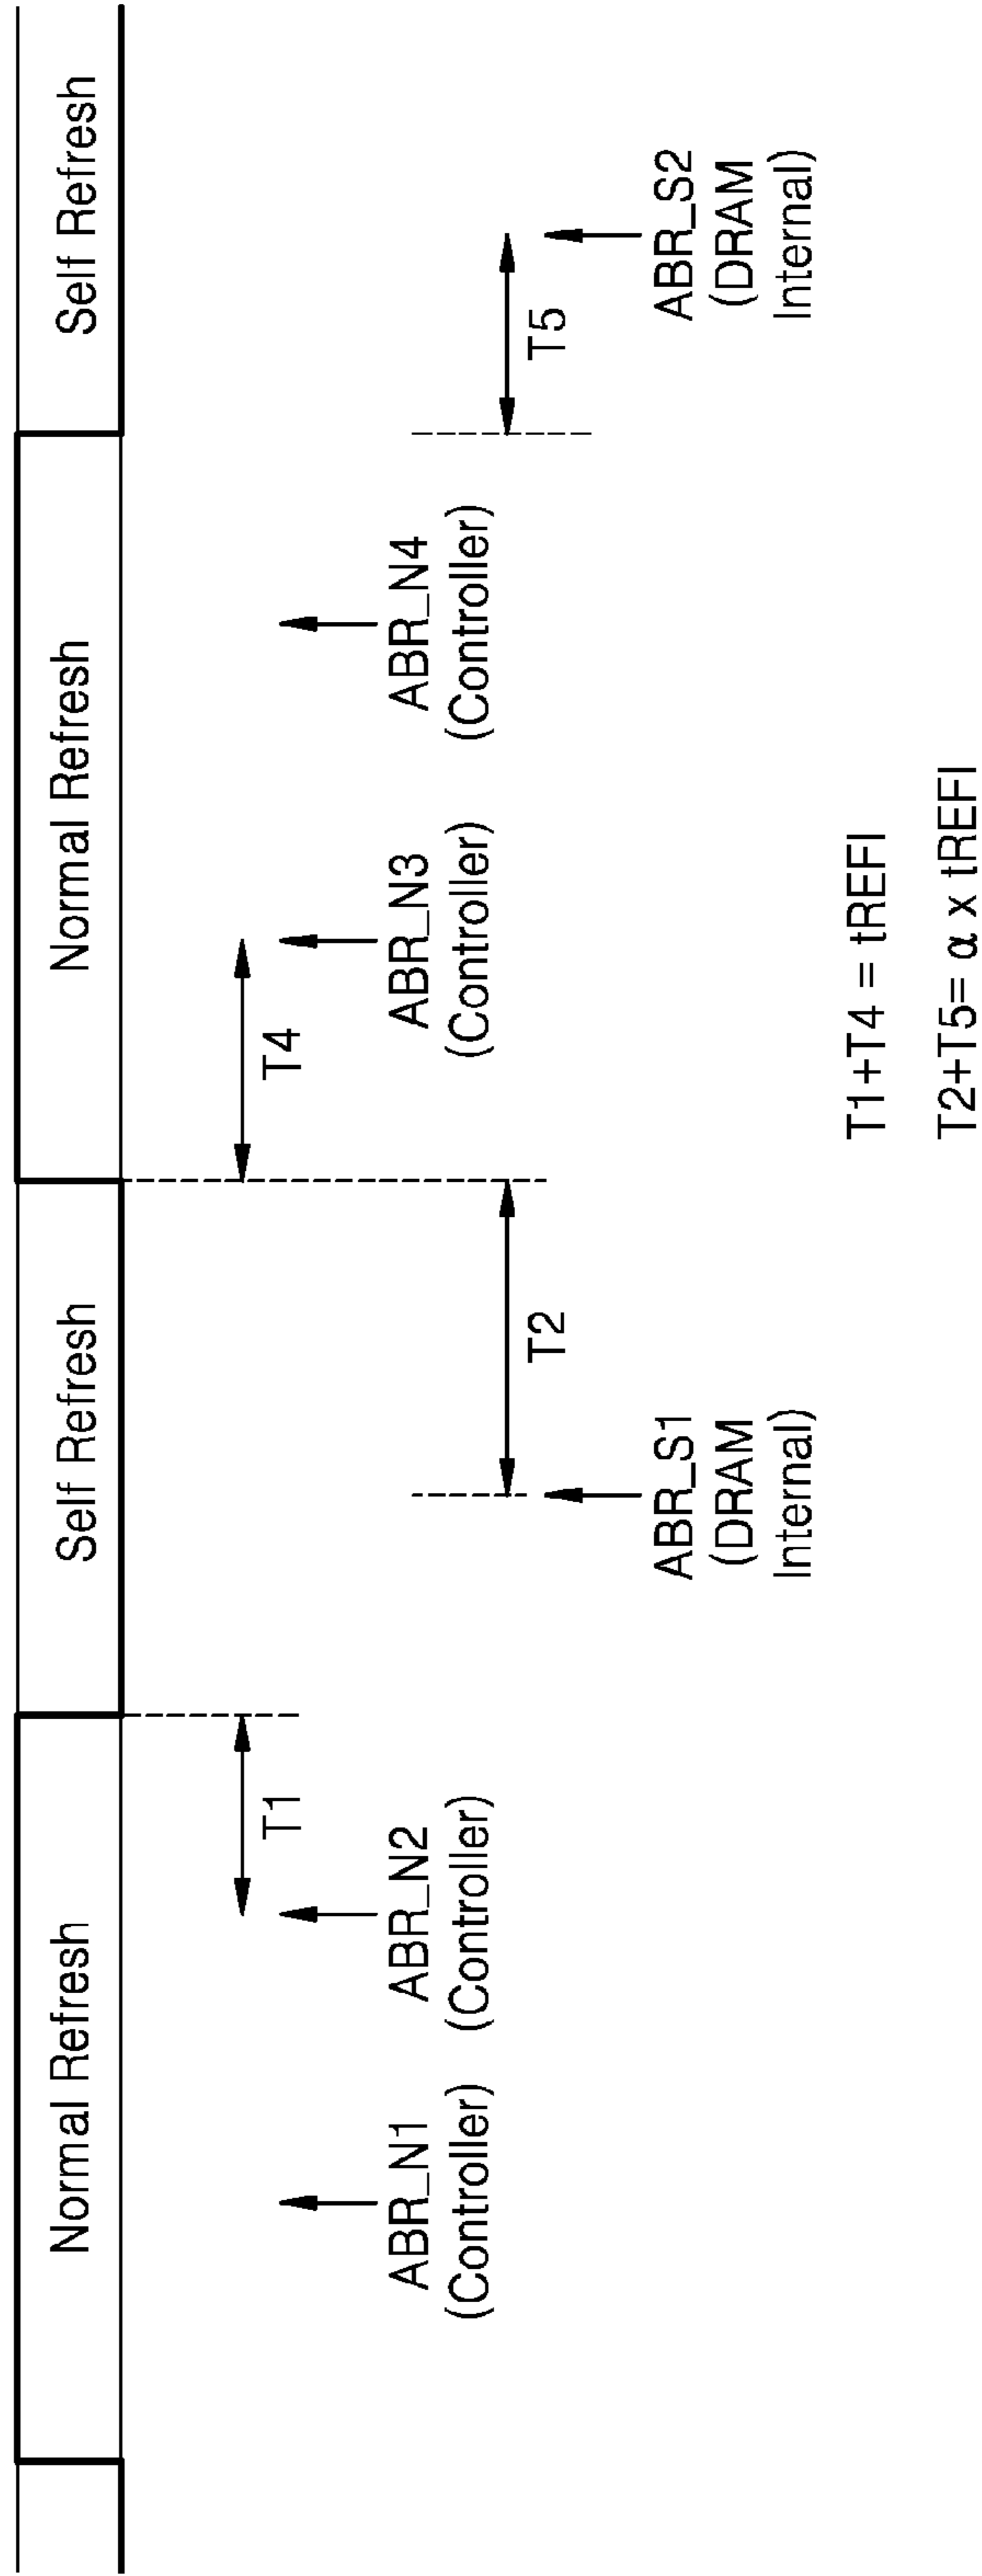 Normal Refresh
Self Refresh
Normal Refresh
Self Refresh
T1
T4
ABR_N1
(Controller)
ABR_N2
(Controller)
ABR_N3
(Controller)
ABR_N4
(Controller)
T2
T5
ABR_S1
(DRAM
Internal)
ABR_S2
(DRAM
Internal)
T1+T4 = tREFI
T2+T5= α x tREFI